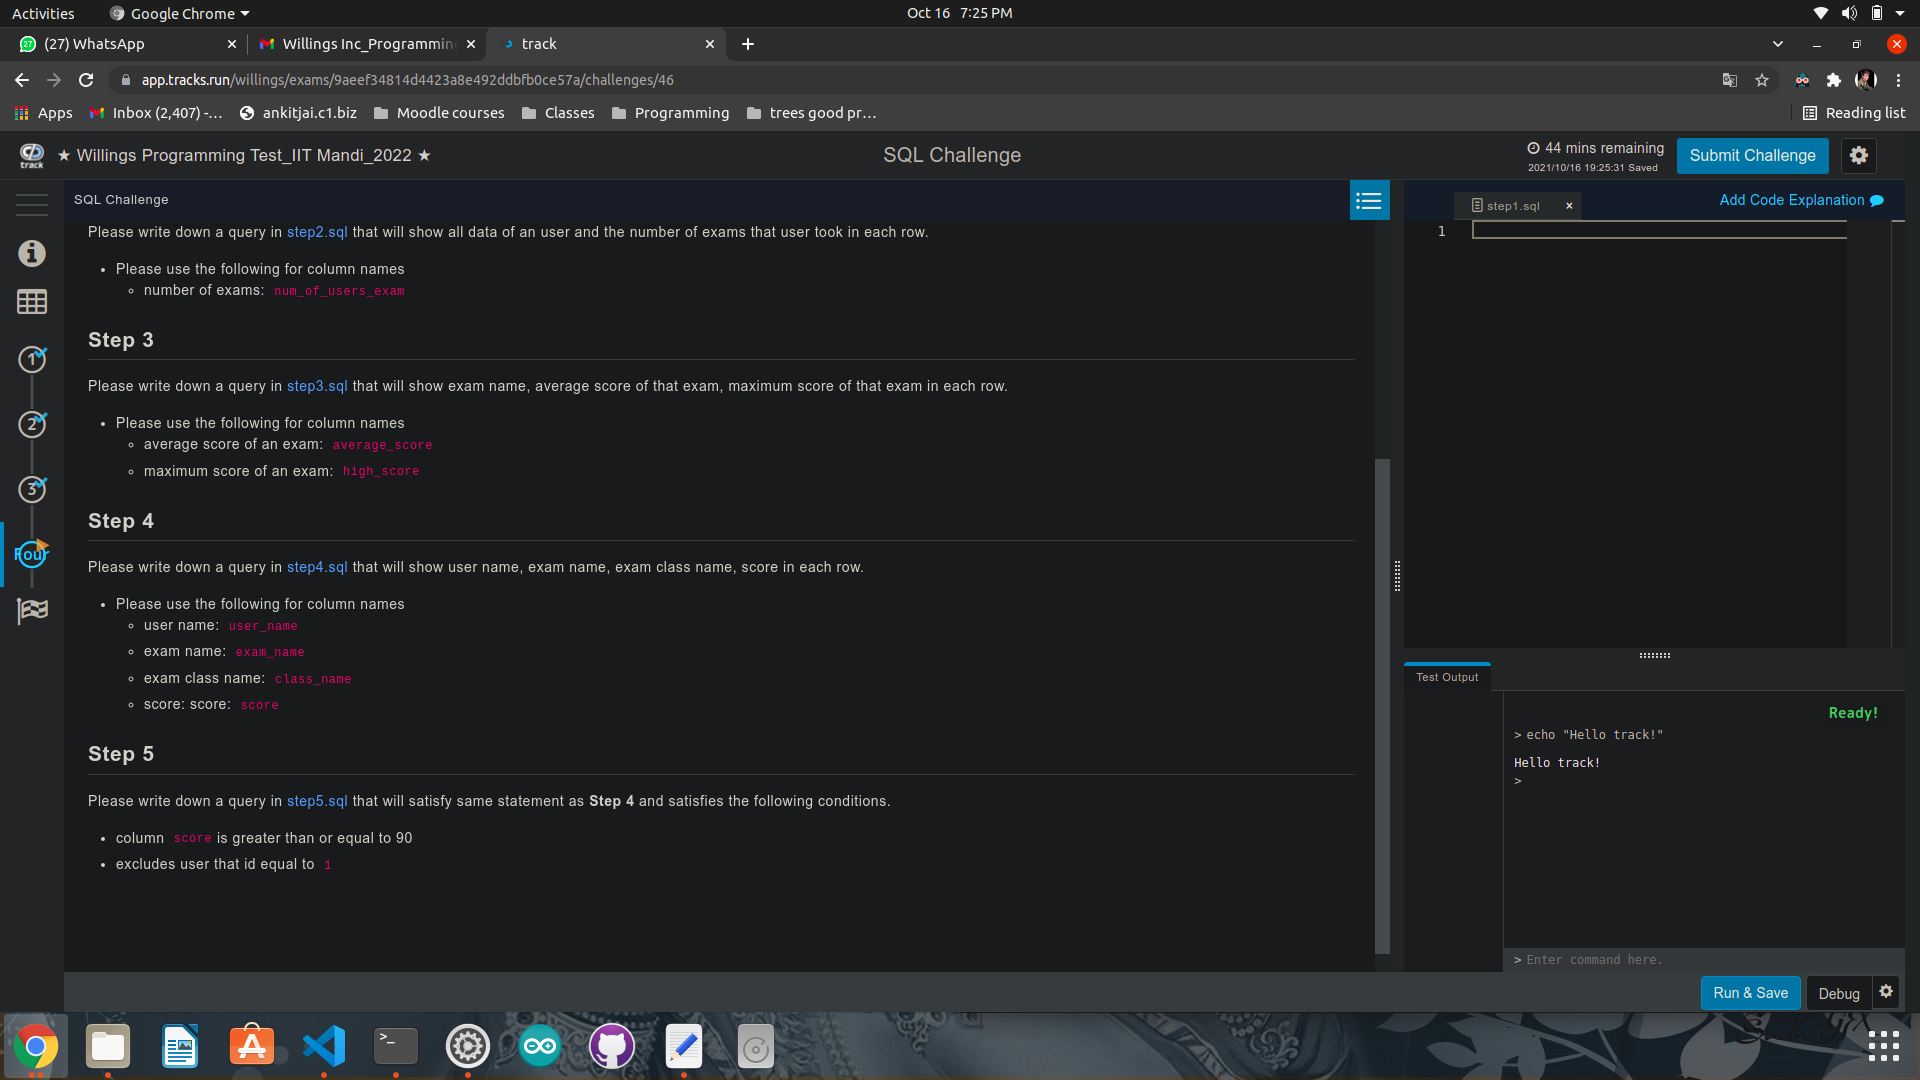 Activities
Google Chrome
Oct 16 7:25 PM
(27) WhatsApp
Willings Inc_Programming
track
app.tracks.run/willings/exams/9aeef34814d4423a8e492ddbfb0ce57a/challenges/46
Apps
Inbox (2,407) -...
ankitjai.c1.biz
Moodle courses
Classes
Programming
trees good pr...
Reading list
track
★ Willings Programming Test_IIT Mandi_2022 ★
SQL Challenge
44 mins remaining
2021/10/16 19:25:31 Saved
Submit Challenge
SQL Challenge
step1.sql
Add Code Explanation
1
Please write down a query in step2.sql that will show all data of an user and the number of exams that user took in each row.
• Please use the following for column names
◦ number of exams: num_of_users_exam
Step 3
Please write down a query in step3.sql that will show exam name, average score of that exam, maximum score of that exam in each row.
• Please use the following for column names
◦ average score of an exam: average_score
◦ maximum score of an exam: high_score
Step 4
Please write down a query in step4.sql that will show user name, exam name, exam class name, score in each row.
• Please use the following for column names
◦ user name: user_name
◦ exam name: exam_name
◦ exam class name: class_name
◦ score: score: score
Step 5
Please write down a query in step5.sql that will satisfy same statement as Step 4 and satisfies the following conditions.
• column score is greater than or equal to 90
• excludes user that id equal to 1
1
2
3
Four
Test Output
Ready!
> echo "Hello track!"
Hello track!
>
> Enter command here.
Run & Save
Debug